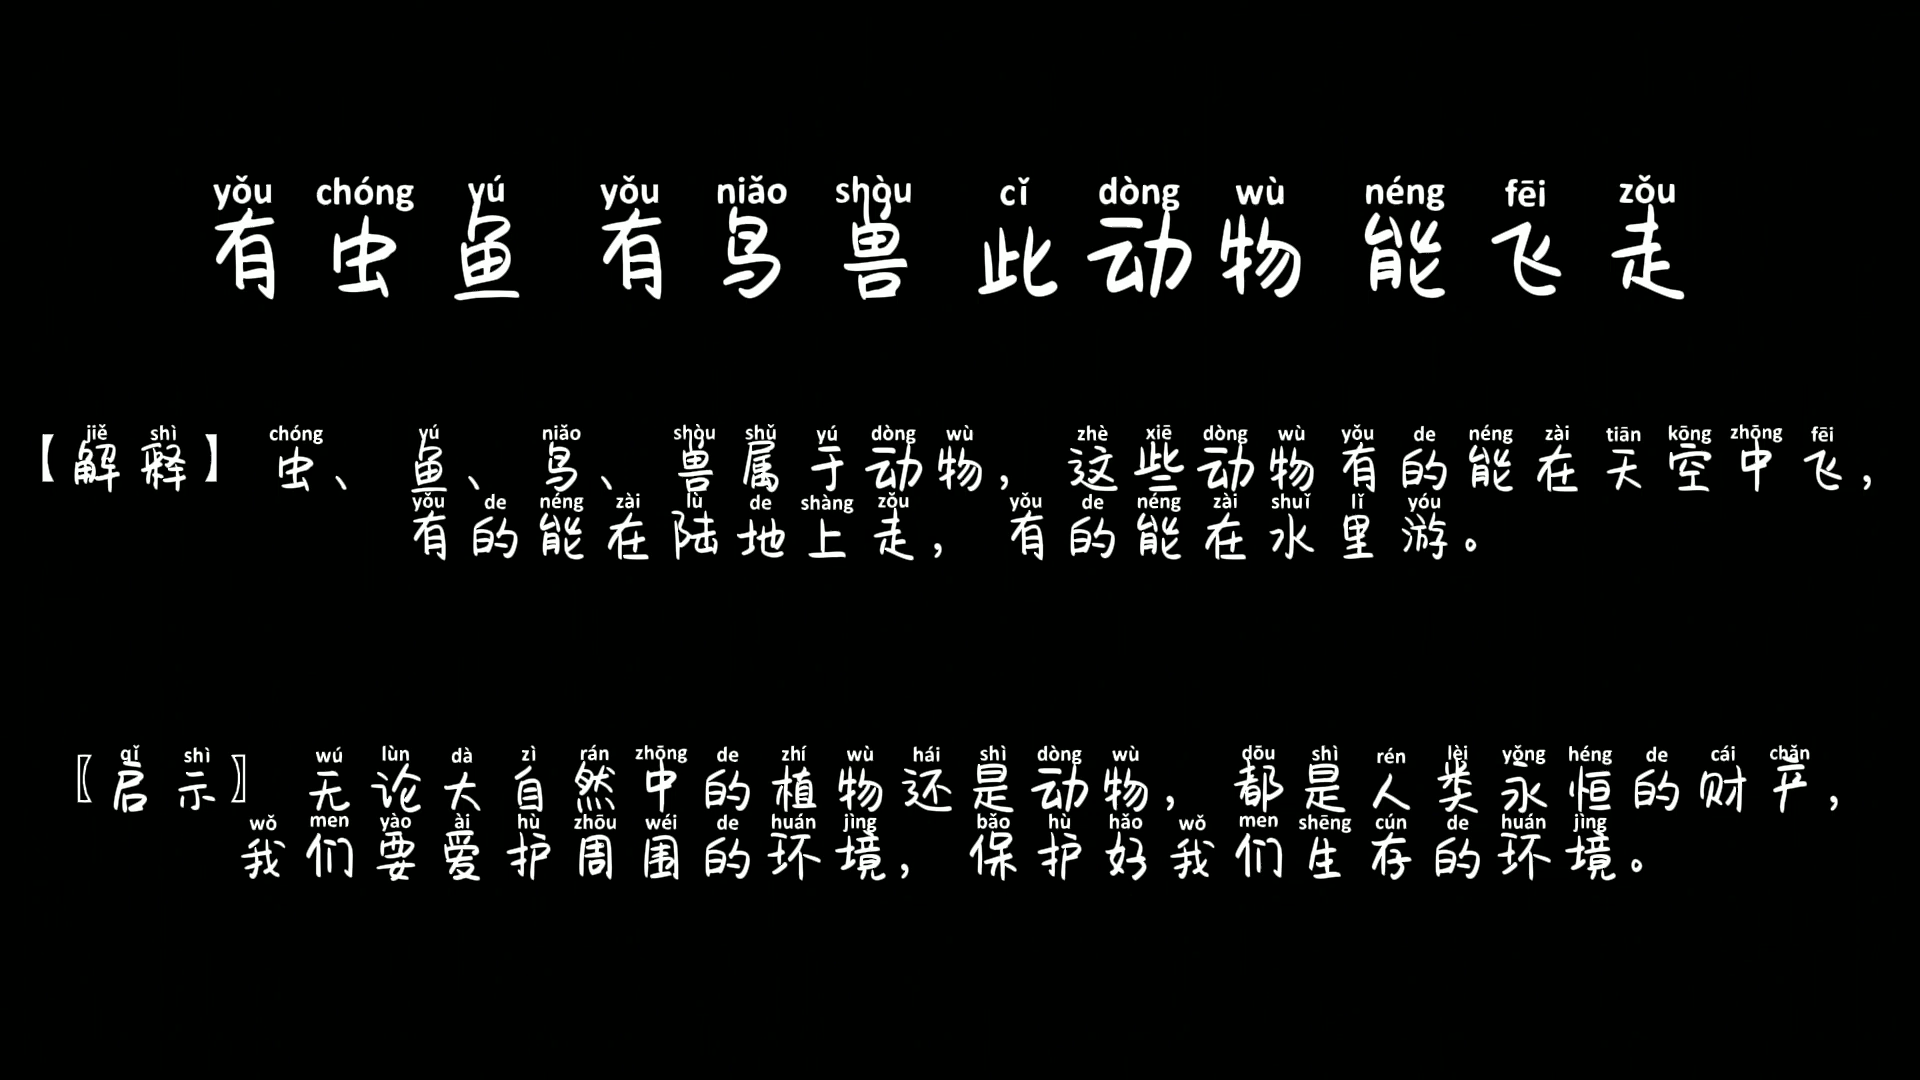 yǒu chóng yú yǒu niǎo shòu cǐ dòng wù néng fēi zǒu
有虫鱼 有鸟兽 此动物 能飞走
jiě shì chóng yú niǎo shòu shǔ yú dòng wù zhè xiē dòng wù yǒu de néng zài tiān kōng zhōng fēi
【解释】 虫、鱼、鸟、兽属于动物，这些动物有的能在天空中飞，
yǒu de néng zài lù de shàng zǒu yǒu de néng zài shuǐ lǐ yóu
有的能在陆地上走，有的能在水里游。
qǐ shì wú lùn dà zì rán zhōng de zhí wù hái shì dòng wù dōu shì rén lèi yǒng héng de cái chǎn
〖启示〗 无论大自然中的植物还是动物，都是人类永恒的财产，
wǒ men yào ài hù zhōu wéi de huán jìng bǎo hù hǎo wǒ men shēng cún de huán jìng
我们要爱护周围的环境，保护好我们生存的环境。